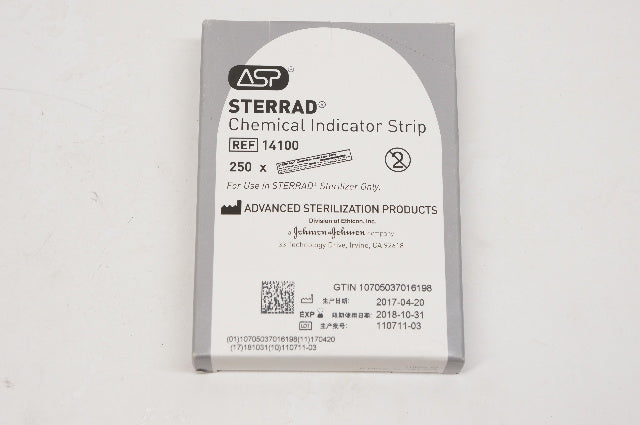 ASP®
STERRAD®
Chemical Indicator Strip
REF 14100
250 x
2
For Use in STERRAD® Sterilizer Only.
ADVANCED STERILIZATION PRODUCTS
Division of Ethicon, Inc.
a Johnson & Johnson company
33 Technology Drive, Irvine, CA 92618
GTIN 10705037016198
生产日期: 2017-04-20
EXP 失效使用日期: 2018-10-31
LOT 生产批号: 110711-03
(01)10705037016198(11)170420
(17)181031(10)110711-03